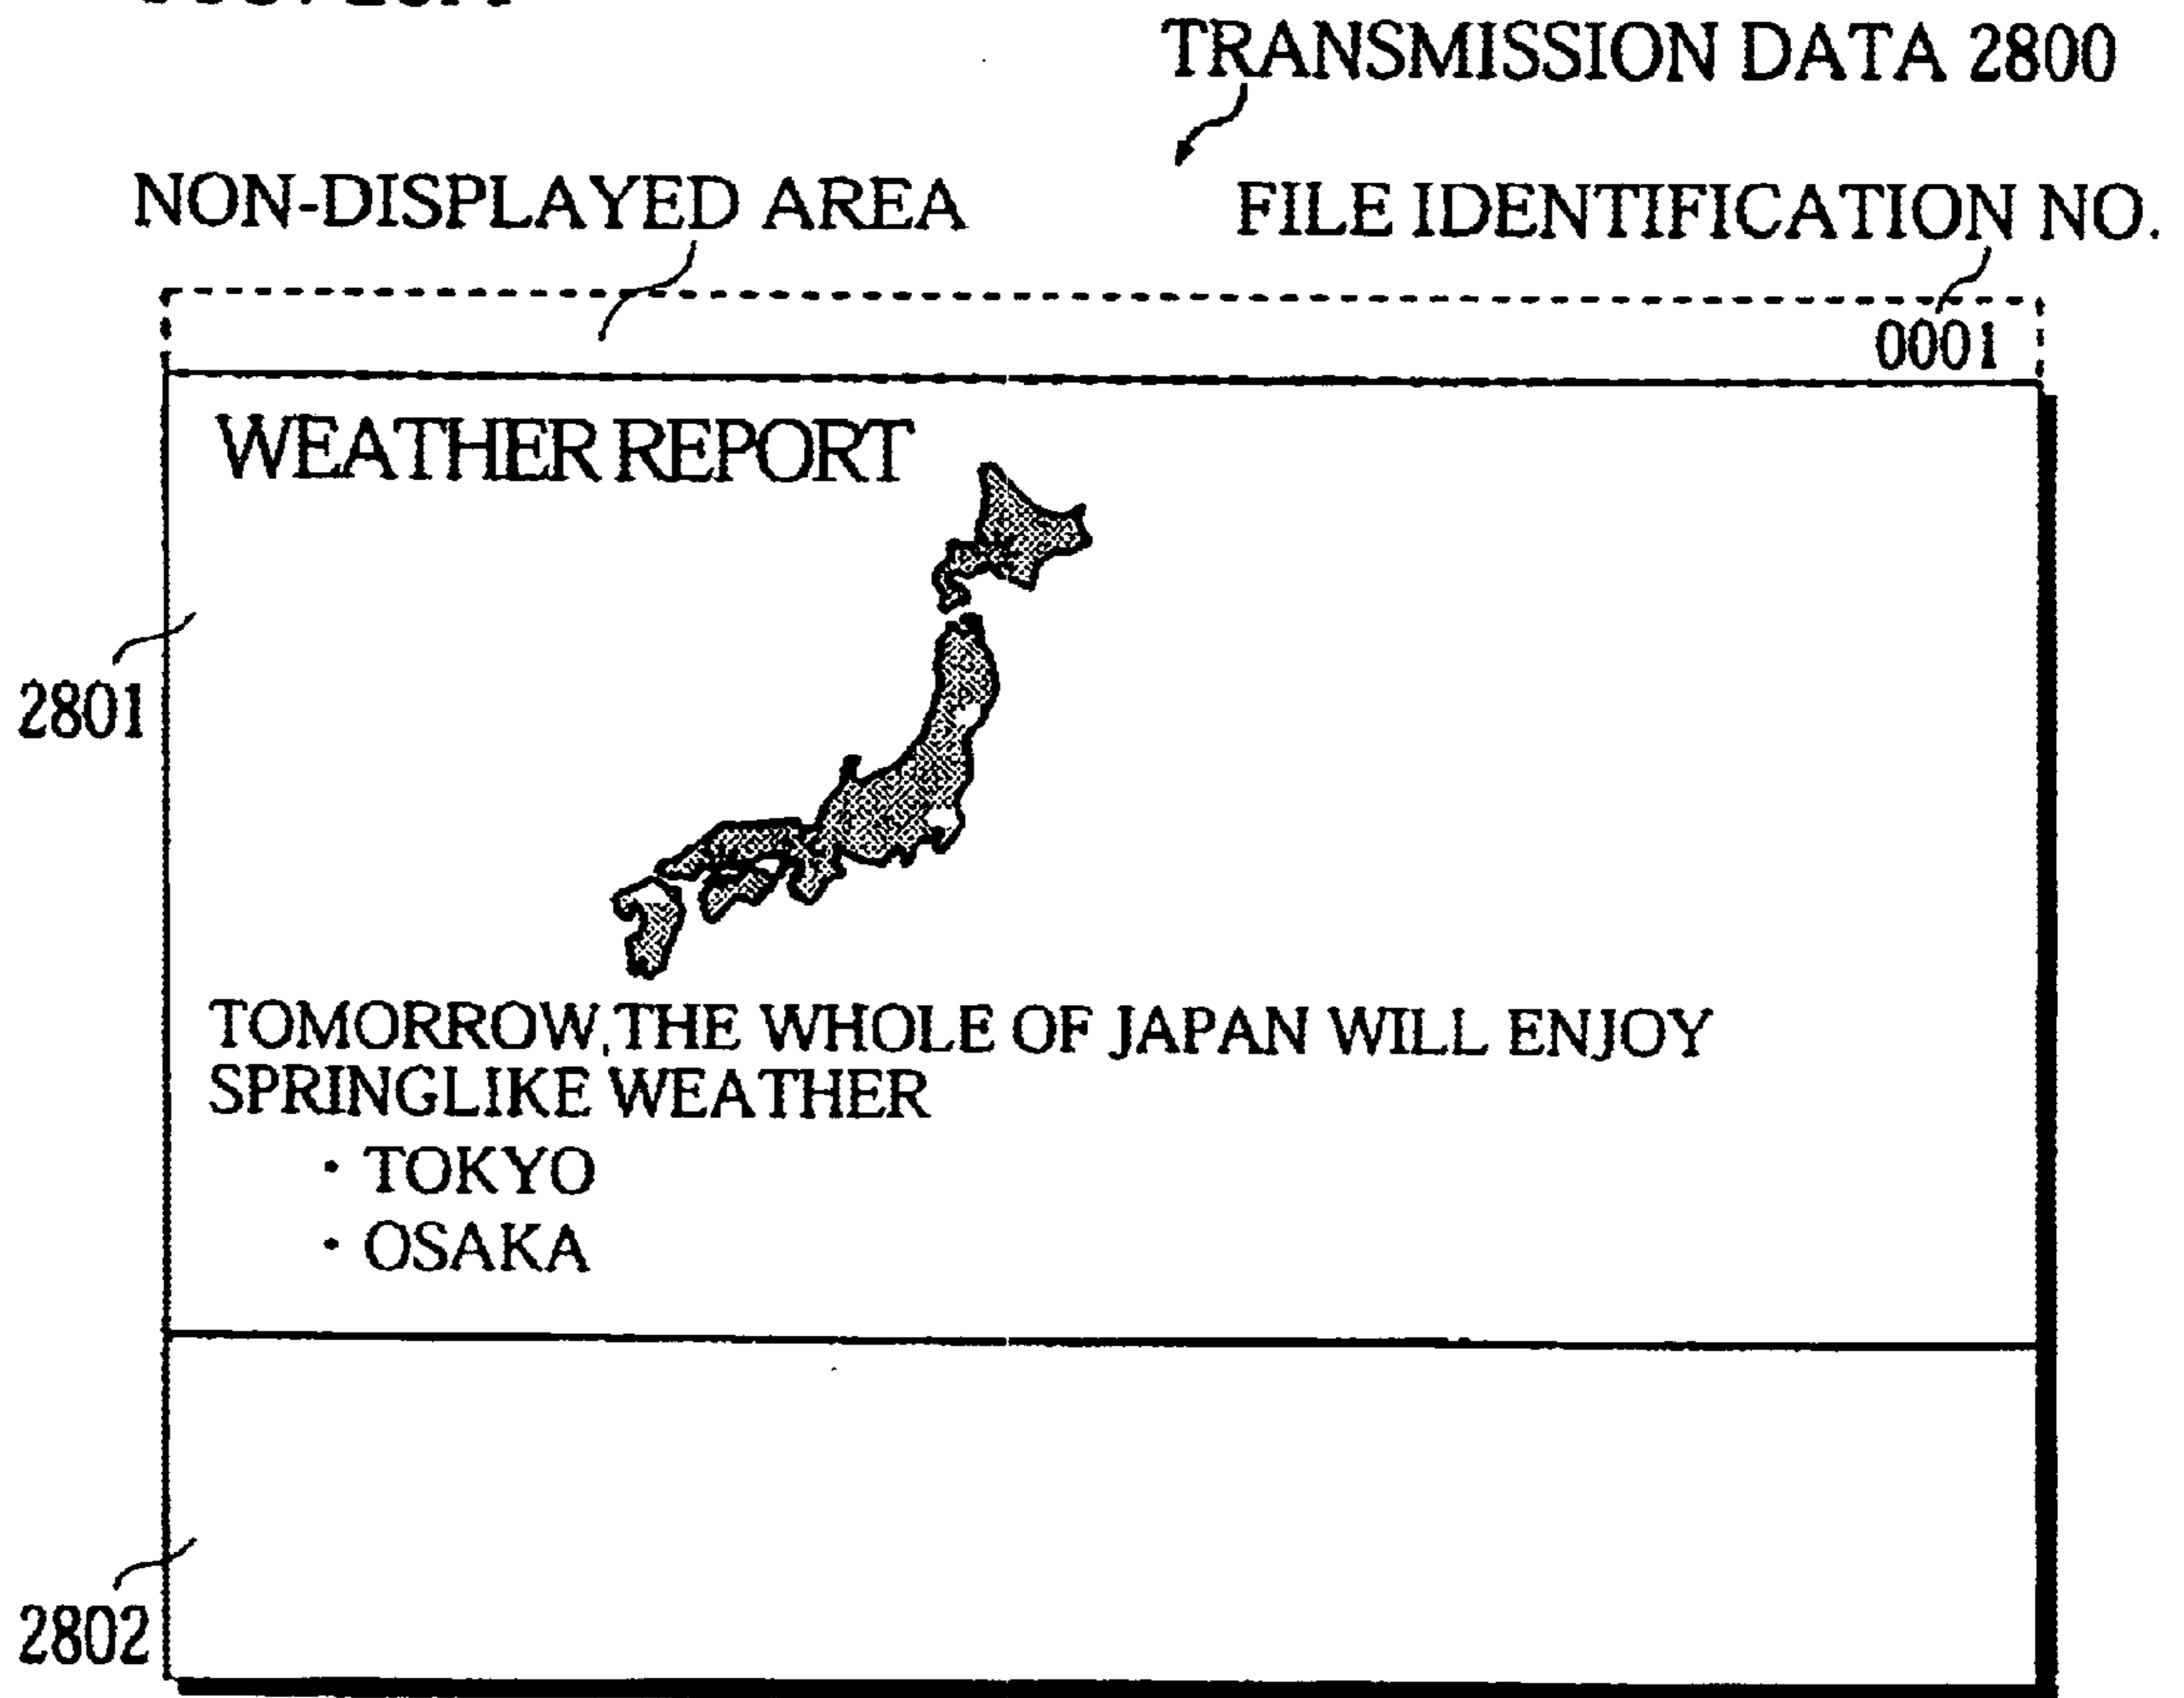 TRANSMISSION DATA 2800
NON-DISPLAYED AREA
FILE IDENTIFICATION NO.
0001
WEATHER REPORT
2801
TOMORROW, THE WHOLE OF JAPAN WILL ENJOY
SPRINGLIKE WEATHER
· TOKYO
· OSAKA
2802